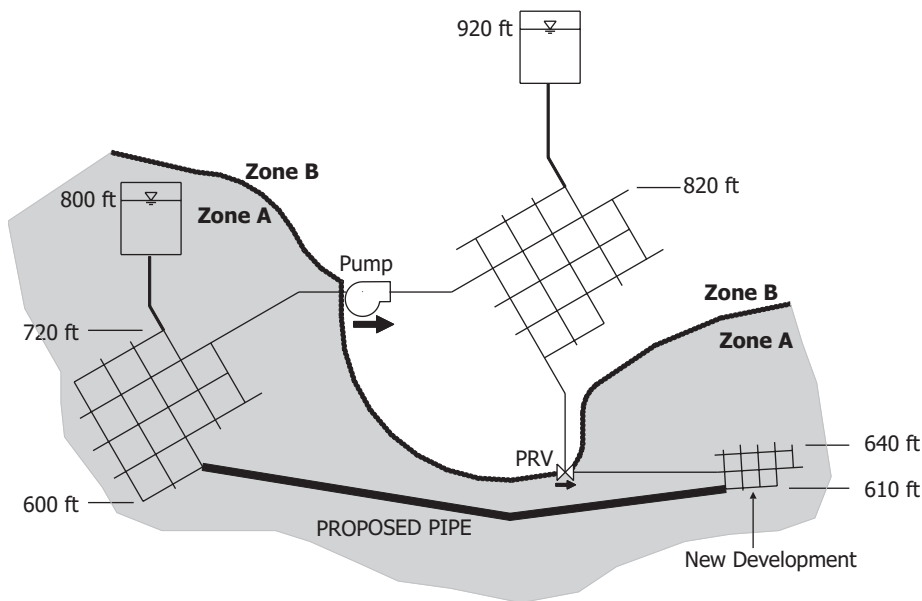 920 ft
Zone B
820 ft
800 ft
Zone A
Pump
Zone B
720 ft
Zone A
PRV
640 ft
600 ft
610 ft
PROPOSED PIPE
New Development